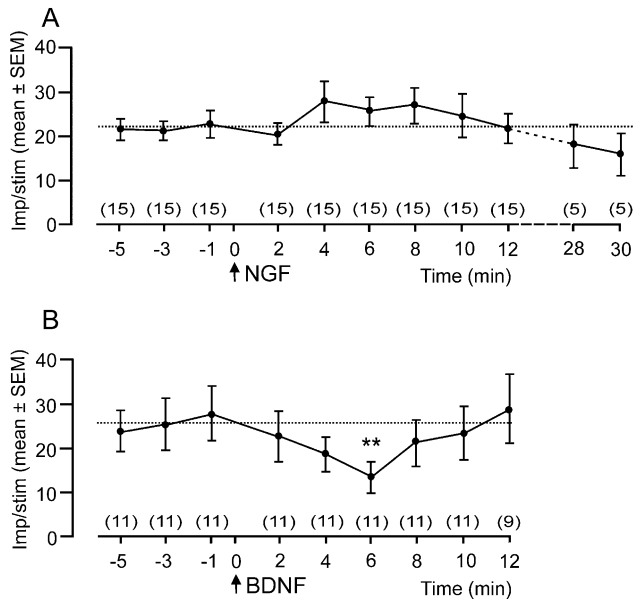 A
Imp/stim (mean ± SEM)
40
30
20
10
0
(15) (15) (15) (15) (15) (15) (15) (15) (15) (5) (5)
-5 -3 -1 0 2 4 6 8 10 12 28 30
NGF Time (min)
B
Imp/stim (mean ± SEM)
40
30
20
10
0
**
(11) (11) (11) (11) (11) (11) (11) (11) (9)
-5 -3 -1 0 2 4 6 8 10 12
BDNF Time (min)